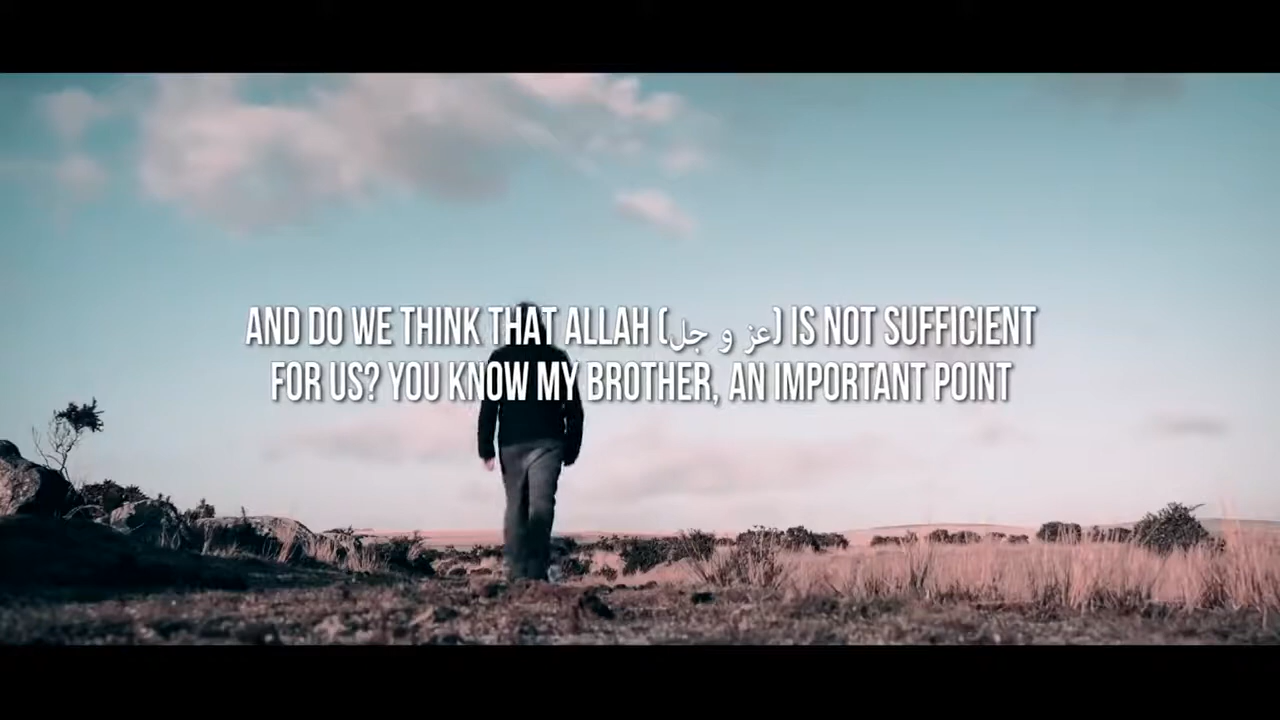 AND DO WE THINK THAT ALLAH (عز و جل) IS NOT SUFFICIENT
FOR US? YOU KNOW MY BROTHER, AN IMPORTANT POINT